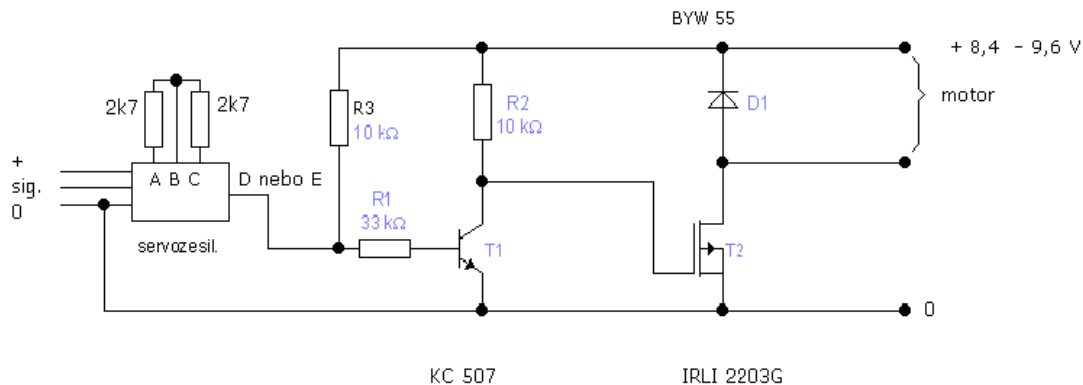 BYW 55
+ 8,4 - 9,6 V
2k7
2k7
R3
10 kΩ
R2
10 kΩ
D1
motor
+
sig.
0
A B C
D nebo E
R1
33 kΩ
servozesil.
T1
T2
0
KC 507
IRLI 2203G